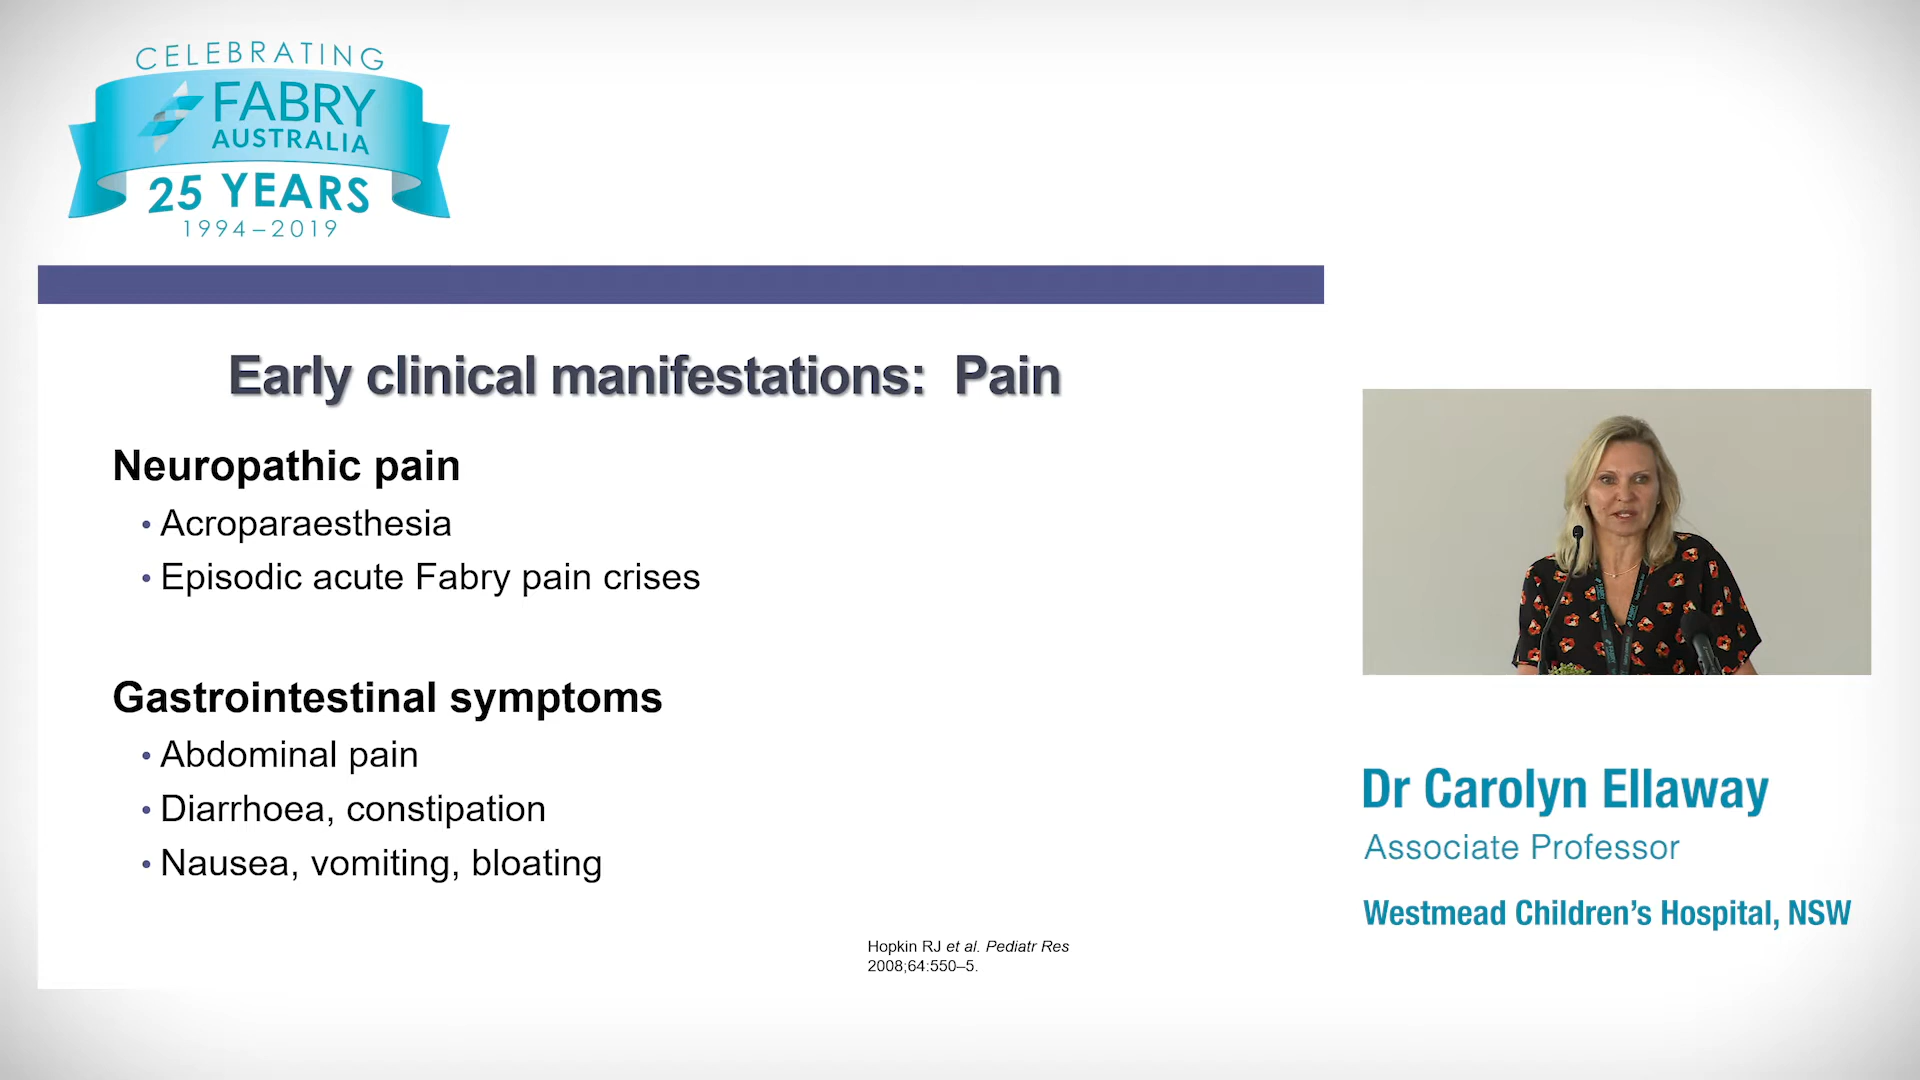 CELEBRATING
FABRY
AUSTRALIA
25 YEARS
1994–2019
Early clinical manifestations: Pain
Neuropathic pain
• Acroparaesthesia
• Episodic acute Fabry pain crises
Gastrointestinal symptoms
• Abdominal pain
• Diarrhoea, constipation
• Nausea, vomiting, bloating
Hopkin RJ et al. Pediatr Res
2008;64:550–5.
Dr Carolyn Ellaway
Associate Professor
Westmead Children's Hospital, NSW